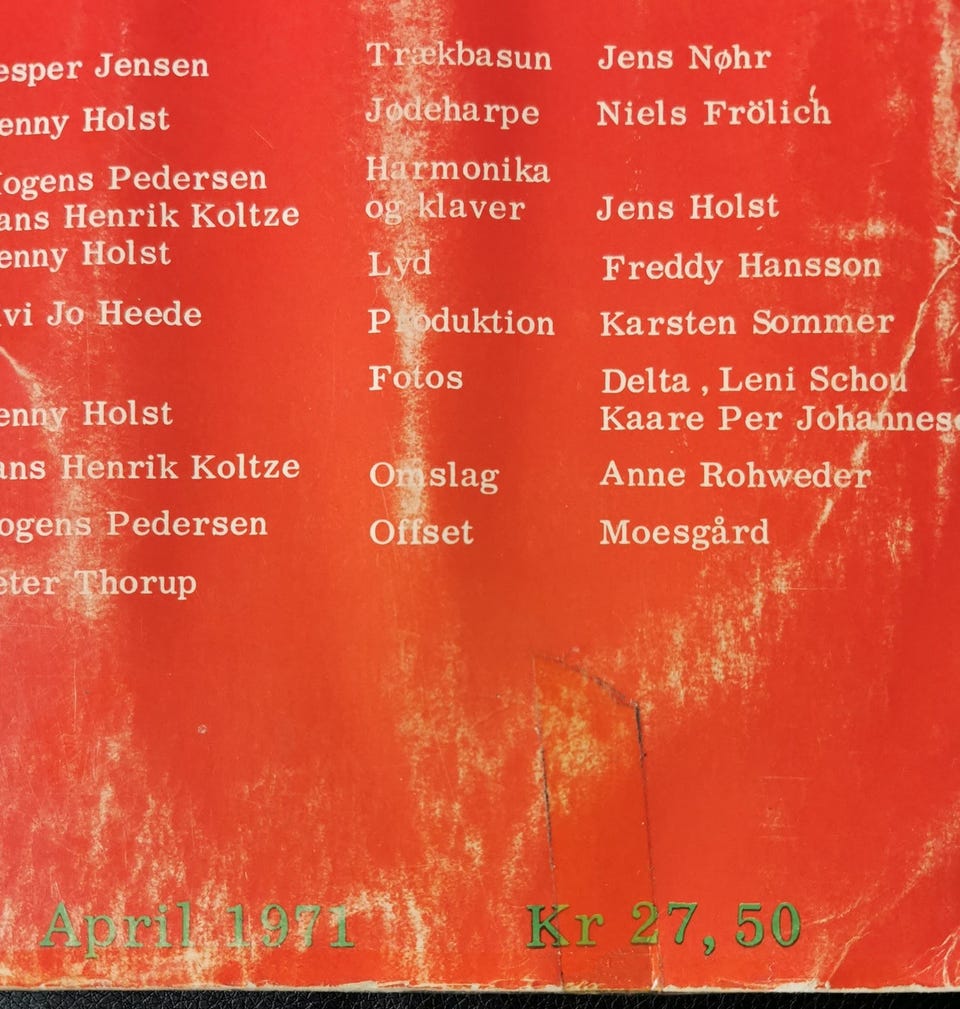 esper Jensen
enny Holst
ogens Pedersen
ans Henrik Koltze
enny Holst
vi Jo Heede
enny Holst
ans Henrik Koltze
ogens Pedersen
eter Thorup
Trækbasun Jens Nøhr
Jødeharpe Niels Frölich
Harmonika
og klaver Jens Holst
Lyd Freddy Hansson
Produktion Karsten Sommer
Fotos Delta , Leni Schou
Kaare Per Johannes
Omslag Anne Rohweder
Offset Moesgård
April 1971 Kr 27,50